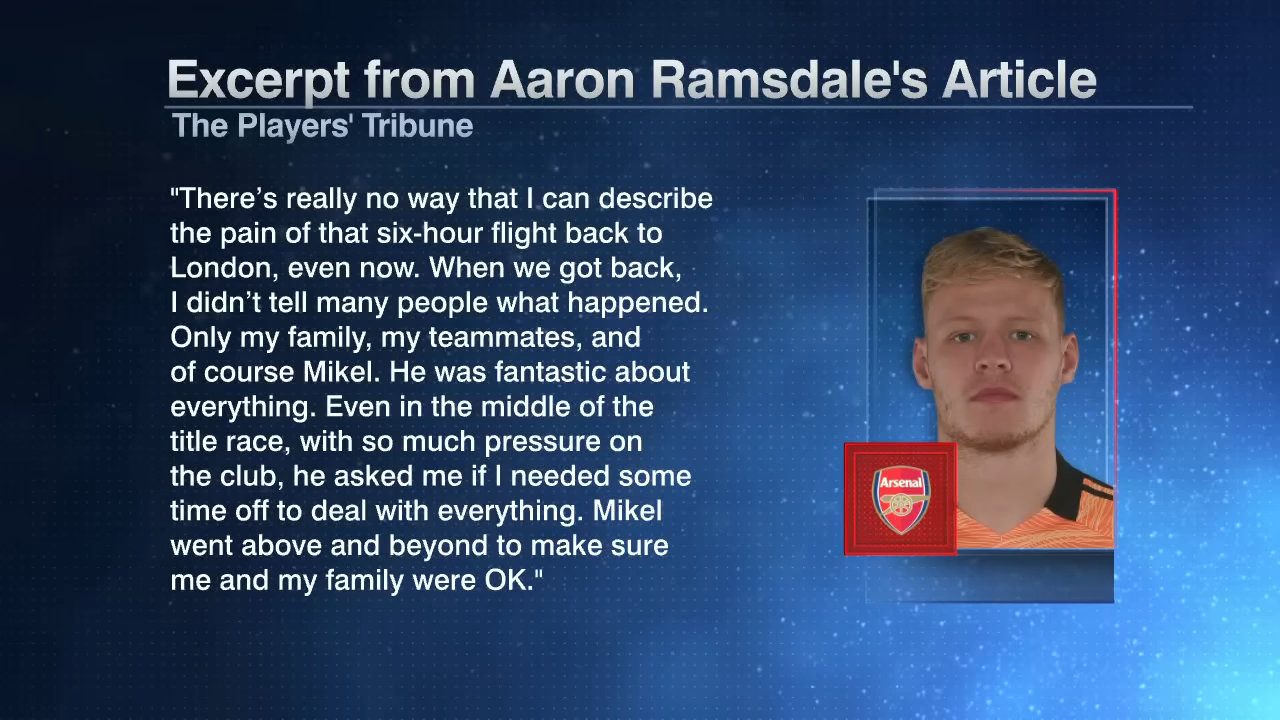 Excerpt from Aaron Ramsdale's Article
The Players' Tribune
"There’s really no way that I can describe
the pain of that six-hour flight back to
London, even now. When we got back,
I didn’t tell many people what happened.
Only my family, my teammates, and
of course Mikel. He was fantastic about
everything. Even in the middle of the
title race, with so much pressure on
the club, he asked me if I needed some
time off to deal with everything. Mikel
went above and beyond to make sure
me and my family were OK."
Arsenal